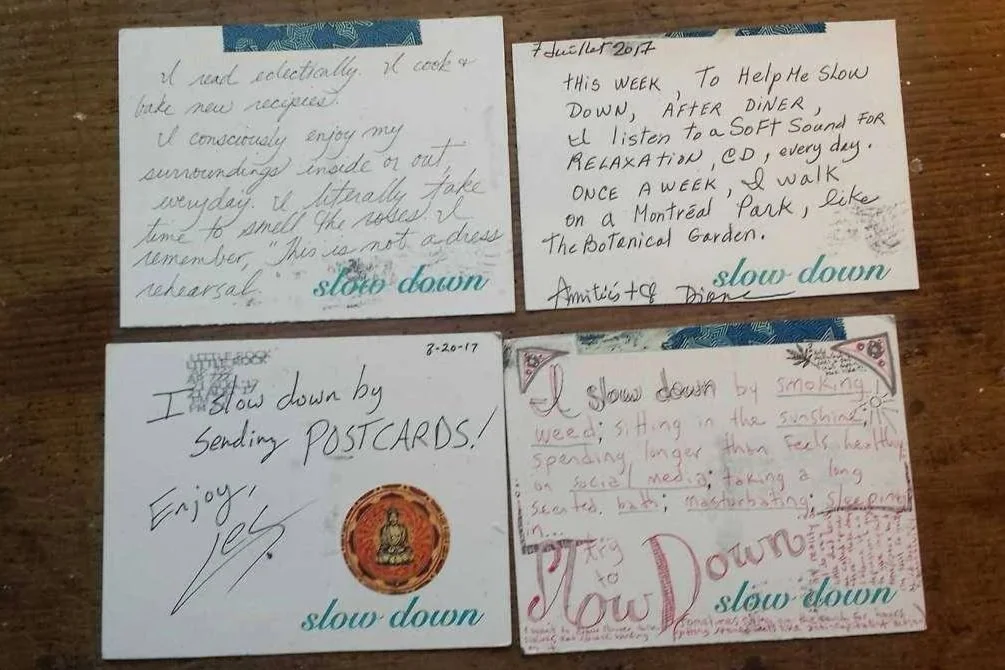 I read eclectically. I cook &
bake new recipies.
I consciously enjoy my
surroundings inside or out,
everyday. I literally take
time to smell the roses. I
remember, "This is not a dress
rehearsal."
slow down
7 Juillet 2017
tHIS WEEK, To Help Me Slow
DOWN, AFTER DINER,
I listen to a SoFt Sound FOR
RELAXATION, CD, every day.
ONCE A WEEK, I walk
on a Montréal Park, like
the Botanical Garden.
slow down
Diane
8-20-17
LITTLE ROCK
I slow down by
Sending POSTCARDS!
Enjoy,
slow down
I slow down by smoking
weed; sitting in the sunshine;
spending longer than feels healthy
on social media; taking a long
scented bath; masturbating; sleeping
in...
try
to
Slow Down
slow down